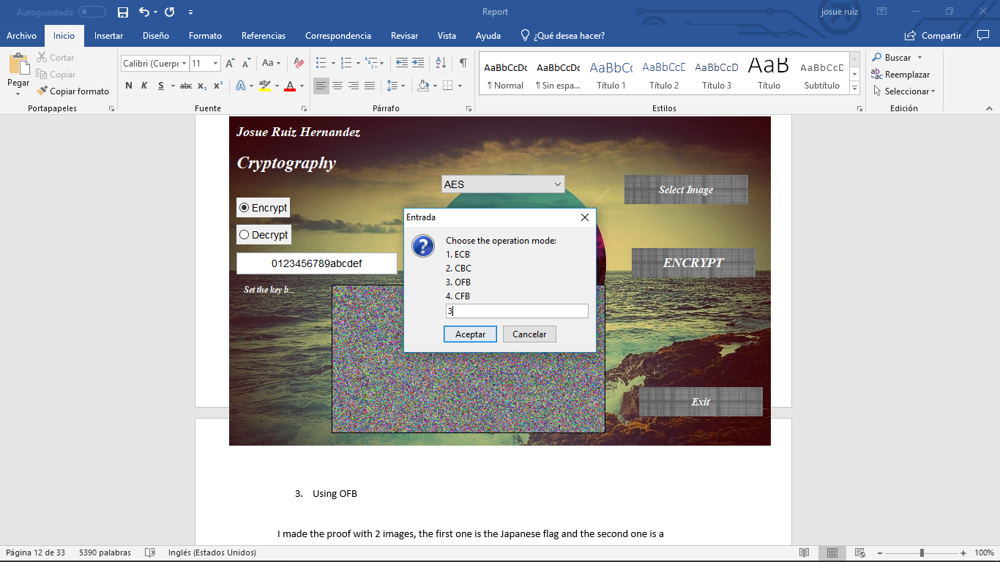 Autoguardado
Report
josue ruiz
Archivo Inicio Insertar Diseño Formato Referencias Correspondencia Revisar Vista Ayuda ¿Qué desea hacer? Compartir
Pegar
Cortar
Copiar
Copiar formato
Portapapeles
Calibri (Cuerpo 11
Aa
N K S abc x₂ x²
A aby A
Fuente
Párrafo
AaBbCcDc AaBbCcDc AaBbCc AaBbCcD AaBbCcD AaB AaBbCcD
¶ Normal ¶ Sin espa... Título 1 Título 2 Título 3 Título Subtítulo
Estilos
Buscar
Reemplazar
Seleccionar
Edición
Josue Ruiz Hernandez
Cryptography
AES
Select Image
Encrypt
Decrypt
0123456789abcdef
Set the key b...
ENCRYPT
Exit
Entrada
Choose the operation mode:
1. ECB
2. CBC
3. OFB
4. CFB
3
Aceptar Cancelar
3. Using OFB
I made the proof with 2 images, the first one is the Japanese flag and the second one is a
Página 12 de 33 5390 palabras Inglés (Estados Unidos) 100%